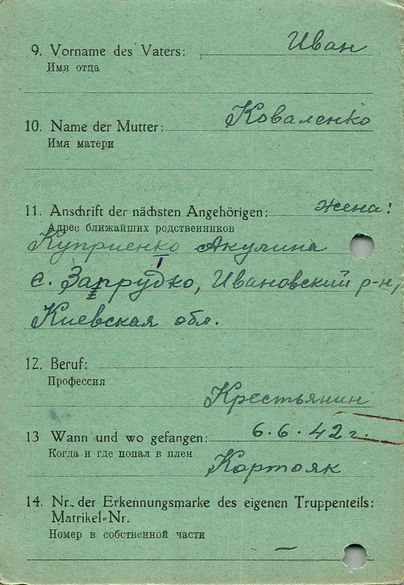 9. Vorname des Vaters: Иван
Имя отца
10. Name der Mutter: Коваленко
Имя матери
11. Anschrift der nächsten Angehörigen: жена:
Адрес ближайших родственников
Куприенко Акулина
с. Запрудко, Ивановский р-н,
Киевская обл.
12. Beruf:
Профессия
Крестьянин
13 Wann und wo gefangen: 6.6.42 г.
Когда и где попал в плен
Картояк
14. Nr. der Erkennungsmarke des eigenen Truppenteils:
Matrikel-Nr.
Номер в собственной части
–